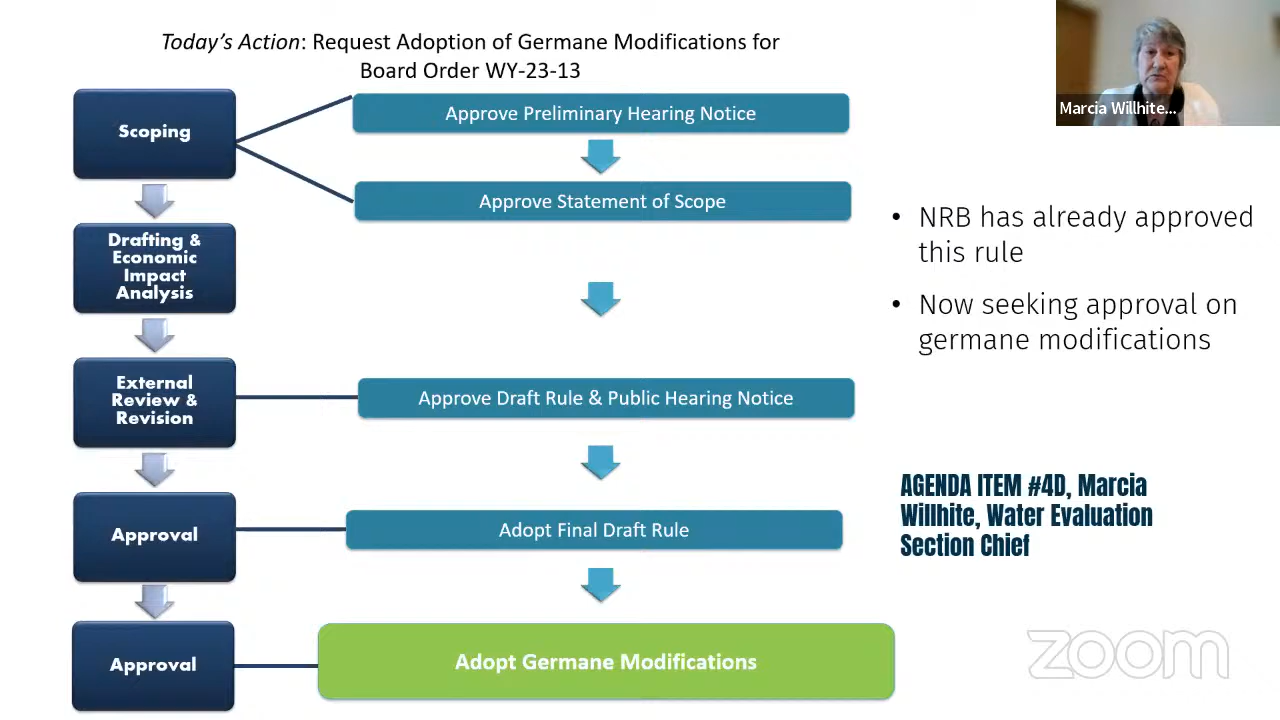 Today's Action: Request Adoption of Germane Modifications for
Board Order WY-23-13
Marcia Willhite...
Scoping
Approve Preliminary Hearing Notice
Approve Statement of Scope
Drafting &
Economic
Impact
Analysis
External
Review &
Revision
Approve Draft Rule & Public Hearing Notice
Approval
Adopt Final Draft Rule
Approval
Adopt Germane Modifications
• NRB has already approved
this rule
• Now seeking approval on
germane modifications
AGENDA ITEM #4D, Marcia
Willhite, Water Evaluation
Section Chief
zoom